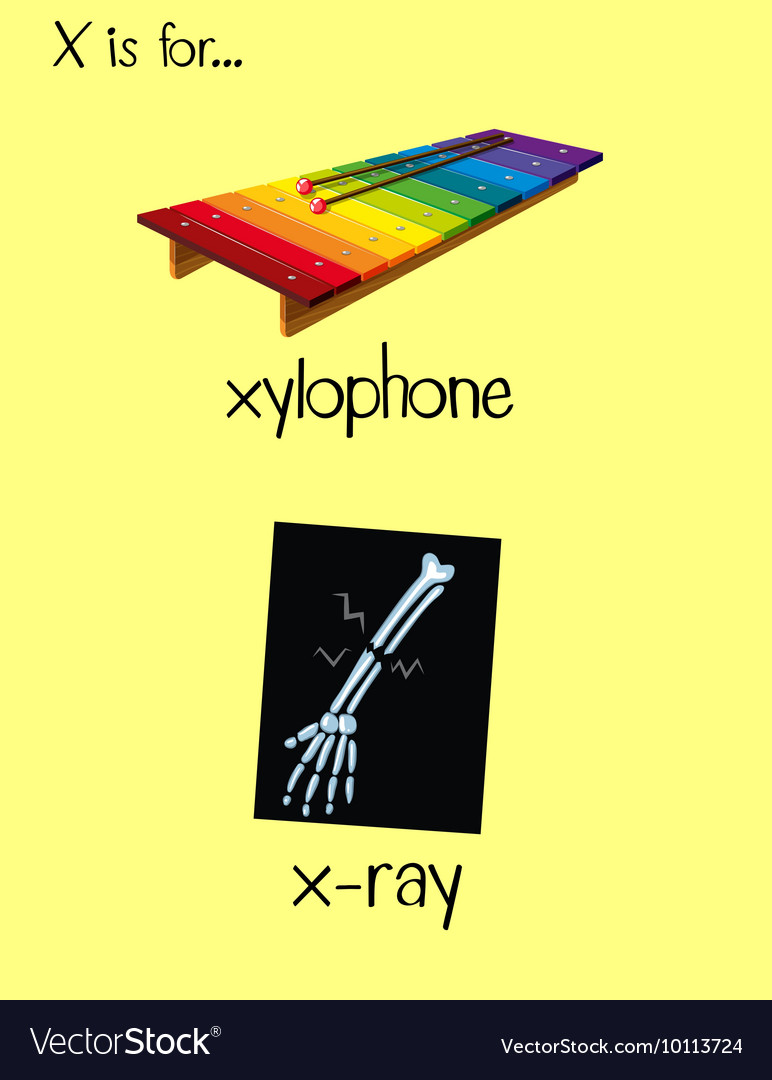 X is for...
xylophone
x-ray
VectorStock®
VectorStock.com/10113724